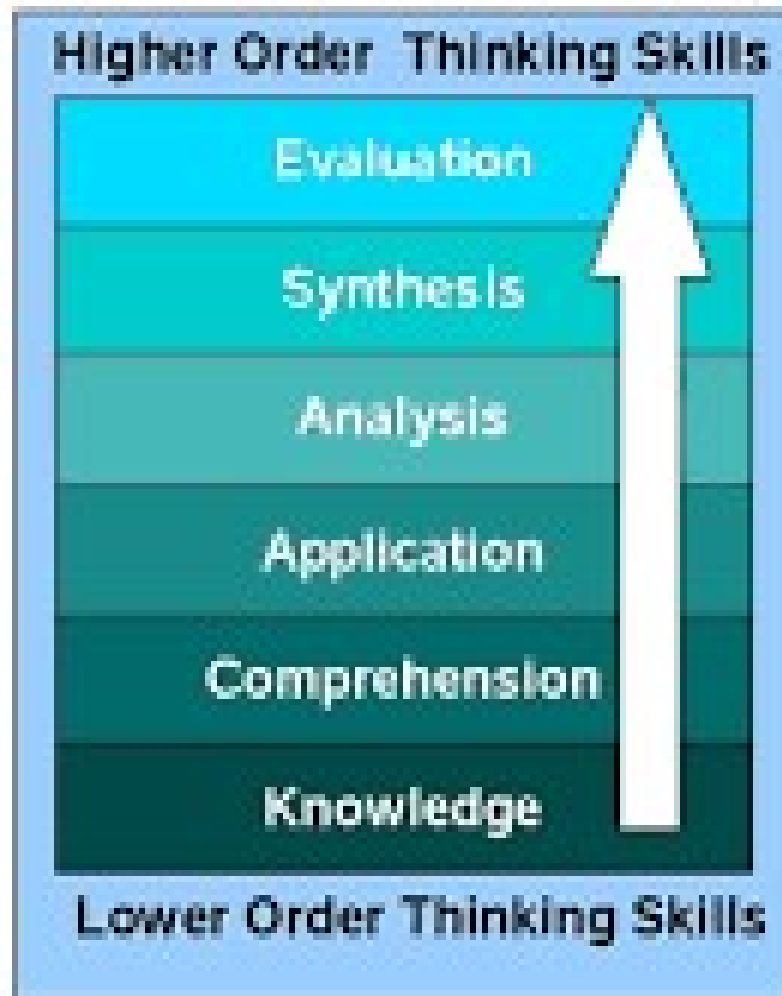 Higher Order Thinking Skills
Evaluation
Synthesis
Analysis
Application
Comprehension
Knowledge
Lower Order Thinking Skills